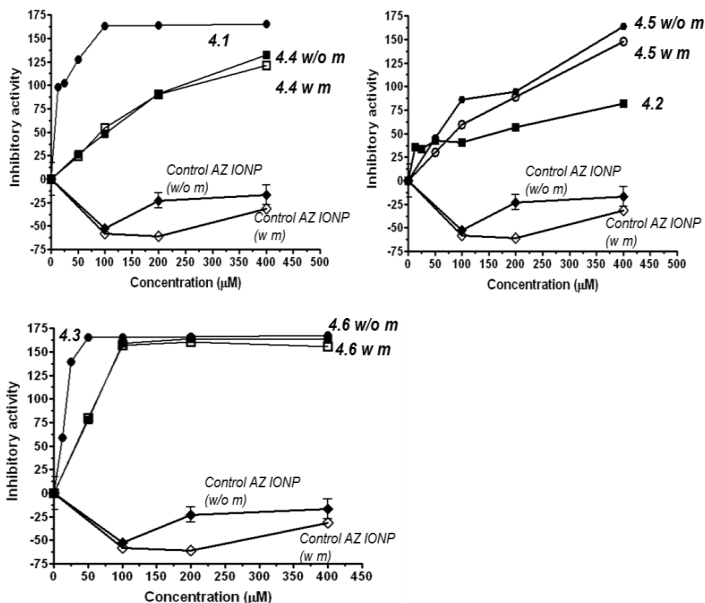 175
150
125
100
75
50
25
0
-25
-50
-75
Inhibitory activity
4.1
4.4 w/o m
4.4 w m
Control AZ IONP
(w/o m)
Control AZ IONP
(w m)
0 50 100 150 200 250 300 350 400 450 500
Concentration (µM)
175
150
125
100
75
50
25
0
-25
-50
-75
Inhibitory activity
4.5 w/o m
4.5 w m
4.2
Control AZ IONP
(w/o m)
Control AZ IONP
(w m)
0 50 100 150 200 250 300 350 400 450 500
Concentration (µM)
175
150
125
100
75
50
25
0
-25
-50
-75
Inhibitory activity
4.3
4.6 w/o m
4.6 w m
Control AZ IONP
(w/o m)
Control AZ IONP
(w m)
0 50 100 150 200 250 300 350 400 450
Concentration (µM)